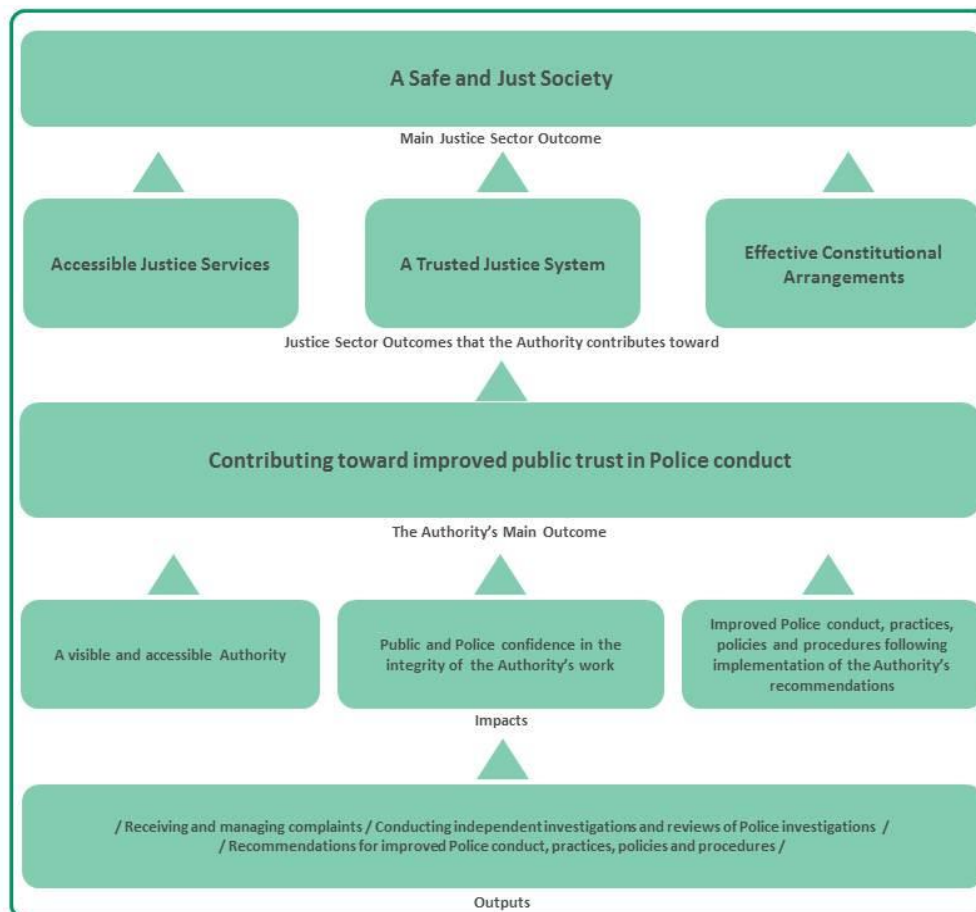 A Safe and Just Society
Main Justice Sector Outcome
Accessible Justice Services
A Trusted Justice System
Effective Constitutional
Arrangements
Justice Sector Outcomes that the Authority contributes toward
Contributing toward improved public trust in Police conduct
The Authority's Main Outcome
A visible and accessible Authority
Public and Police confidence in the
integrity of the Authority's work
Improved Police conduct, practices,
policies and procedures following
implementation of the Authority's
recommendations
Impacts
/ Receiving and managing complaints / Conducting independent investigations and reviews of Police investigations /
/ Recommendations for improved Police conduct, practices, policies and procedures /
Outputs